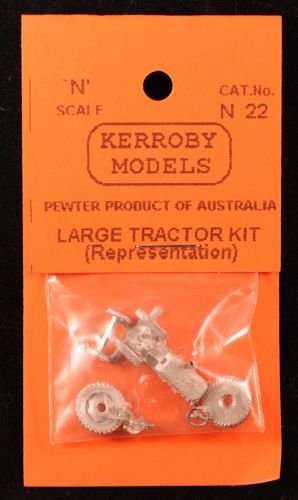 `N'
SCALE
CAT.No.
N 22
KERROBY
MODELS
PEWTER PRODUCT OF AUSTRALIA
LARGE TRACTOR KIT
(Representation)